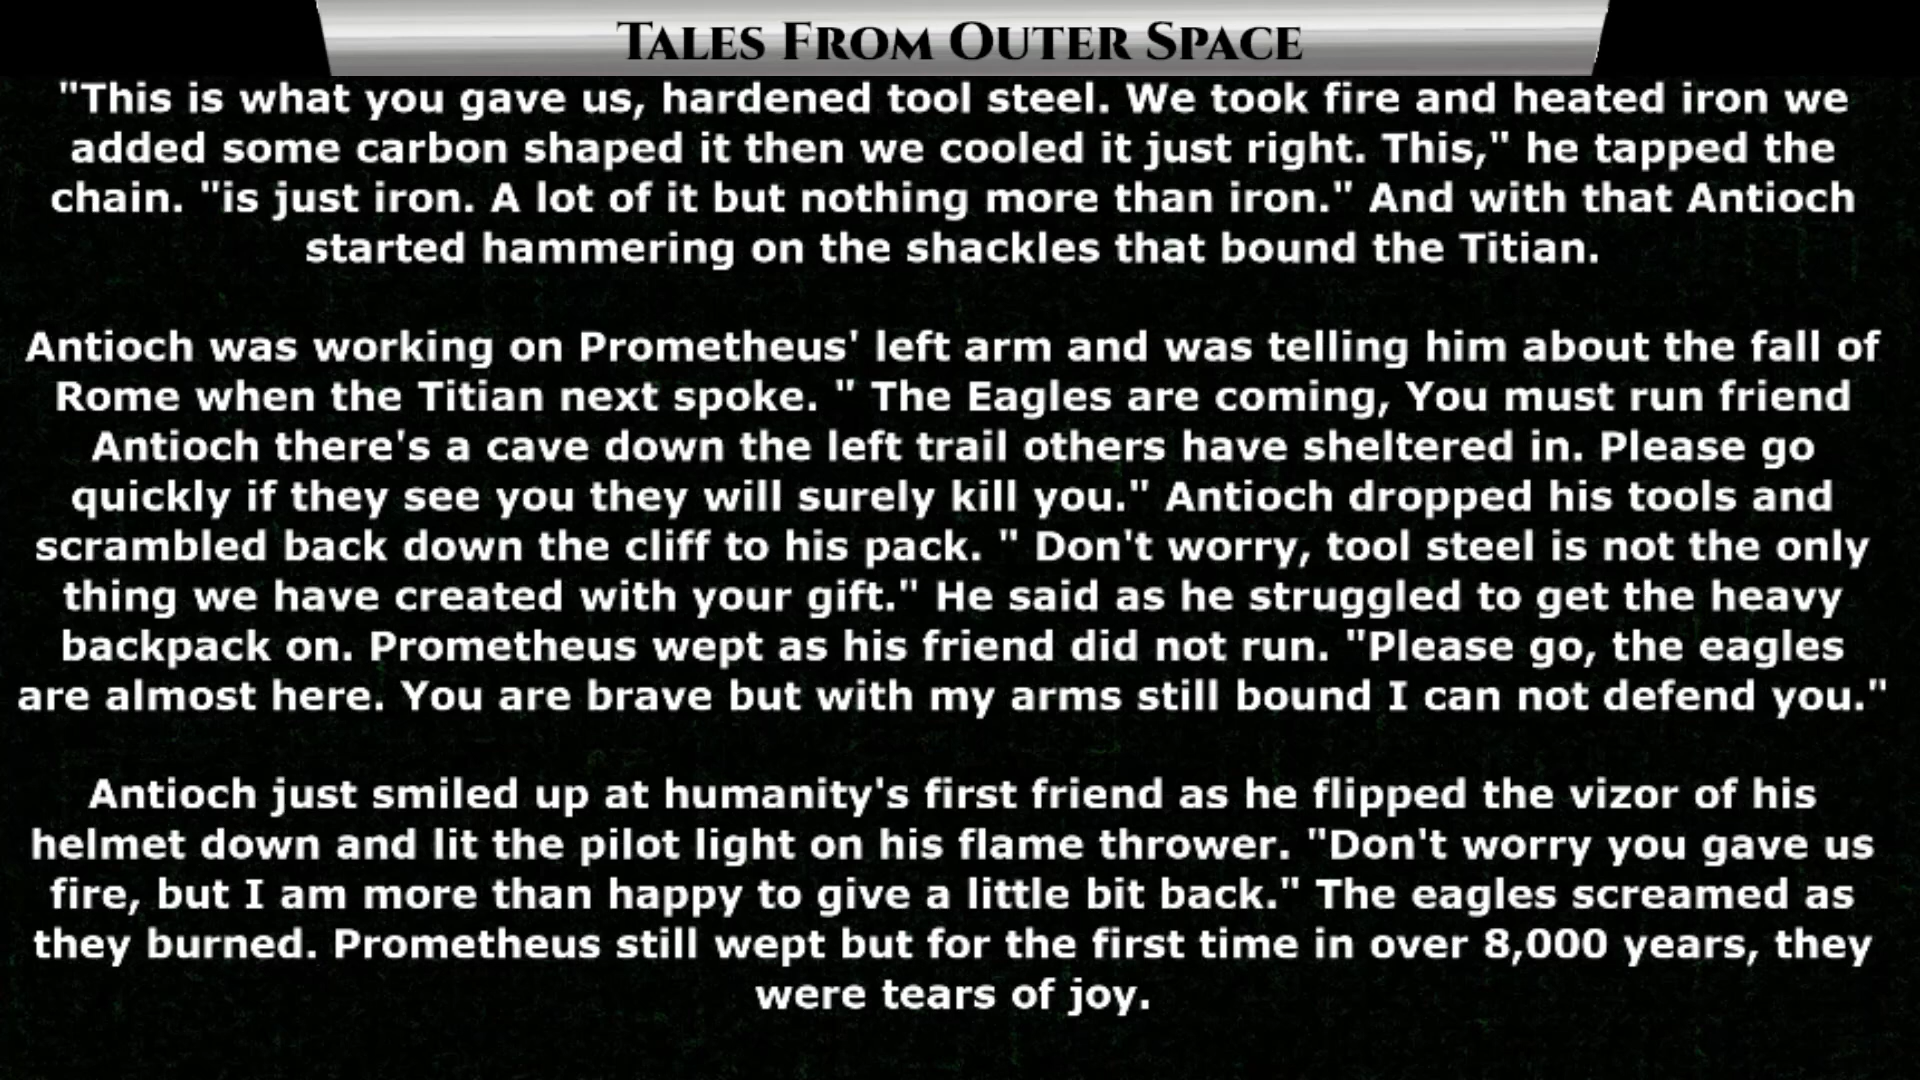 Tales From Outer Space
"This is what you gave us, hardened tool steel. We took fire and heated iron we
added some carbon shaped it then we cooled it just right. This," he tapped the
chain. "is just iron. A lot of it but nothing more than iron." And with that Antioch
started hammering on the shackles that bound the Titian.
Antioch was working on Prometheus' left arm and was telling him about the fall of
Rome when the Titian next spoke. " The Eagles are coming, You must run friend
Antioch there's a cave down the left trail others have sheltered in. Please go
quickly if they see you they will surely kill you." Antioch dropped his tools and
scrambled back down the cliff to his pack. " Don't worry, tool steel is not the only
thing we have created with your gift." He said as he struggled to get the heavy
backpack on. Prometheus wept as his friend did not run. "Please go, the eagles
are almost here. You are brave but with my arms still bound I can not defend you."
Antioch just smiled up at humanity's first friend as he flipped the vizor of his
helmet down and lit the pilot light on his flame thrower. "Don't worry you gave us
fire, but I am more than happy to give a little bit back." The eagles screamed as
they burned. Prometheus still wept but for the first time in over 8,000 years, they
were tears of joy.